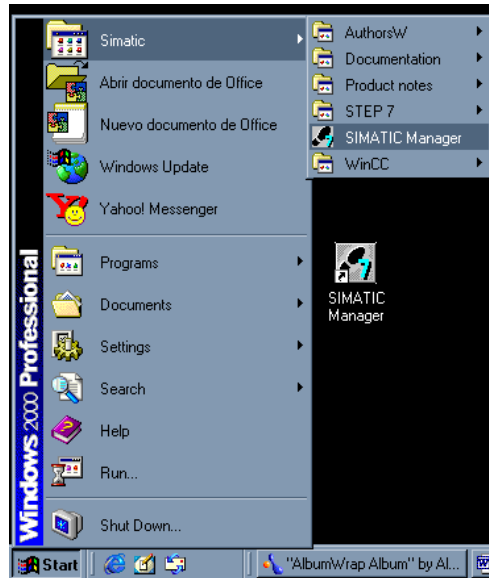 Simatic
Abrir documento de Office
Nuevo documento de Office
Windows Update
Yahoo! Messenger
Programs
Documents
Settings
Search
Help
Run...
Shut Down...
Windows 2000 Professional
AuthorsW
Documentation
Product notes
STEP 7
SIMATIC Manager
WinCC
SIMATIC
Manager
Start
"AlbumWrap Album" by Al...